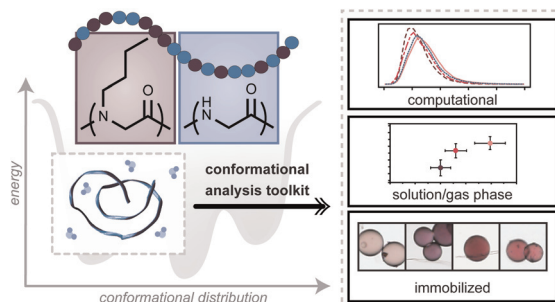 N
O
H
N
O
computational
energy
conformational
analysis toolkit
solution/gas phase
immobilized
conformational distribution